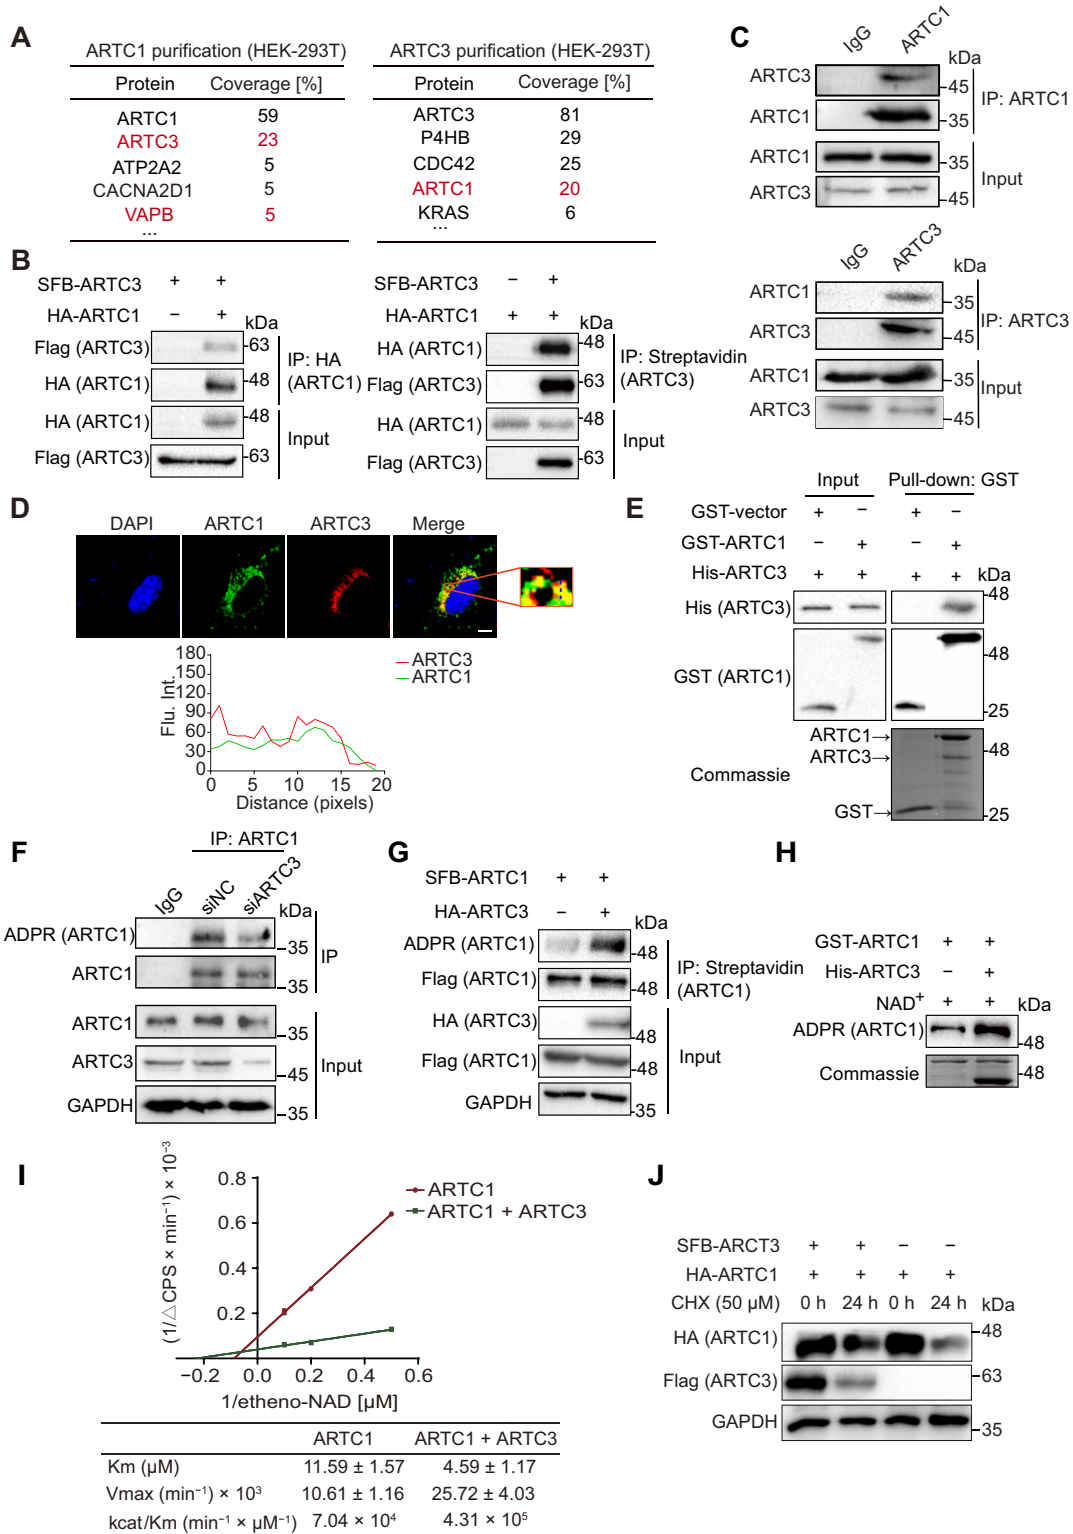 A
ARTC1 purification (HEK-293T)
Protein Coverage [%]
ARTC1 59
ARTC3 23
ATP2A2 5
CACNA2D1 5
VAPB 5
...
ARTC3 purification (HEK-293T)
Protein Coverage [%]
ARTC3 81
P4HB 29
CDC42 25
ARTC1 20
KRAS 6
...
B
SFB-ARTC3 + +
HA-ARTC1 − +
kDa
Flag (ARTC3) 63
HA (ARTC1) 48
IP: HA
(ARTC1)
HA (ARTC1) 48
Flag (ARTC3) 63
Input
SFB-ARTC3 − +
HA-ARTC1 + +
kDa
HA (ARTC1) 48
Flag (ARTC3) 63
IP: Streptavidin
(ARTC3)
HA (ARTC1) 48
Flag (ARTC3) 63
Input
C
IgG ARTC1
kDa
ARTC3 45
ARTC1 35
IP: ARTC1
ARTC1 35
ARTC3 45
Input
IgG ARTC3
kDa
ARTC1 35
ARTC3 45
IP: ARTC3
ARTC1 35
ARTC3 45
Input
D
DAPI ARTC1 ARTC3 Merge
Flu. Int.
180
150
120
90
60
30
0
0 5 10 15 20
Distance (pixels)
ARTC3
ARTC1
E
Input Pull-down: GST
GST-vector + − + −
GST-ARTC1 − + − +
His-ARTC3 + + + +
kDa
His (ARTC3) 48
GST (ARTC1) 48
25
Commassie
ARTC1→
ARTC3→
GST→
48
25
F
IP: ARTC1
IgG siNC siARTC3
kDa
ADPR (ARTC1) 35
ARTC1 35
IP
ARTC1 35
ARTC3 45
GAPDH 35
Input
G
SFB-ARTC1 + +
HA-ARTC3 − +
kDa
ADPR (ARTC1) 48
Flag (ARTC1) 48
IP: Streptavidin
(ARTC1)
HA (ARTC3) 48
Flag (ARTC1) 48
GAPDH 35
Input
H
GST-ARTC1 + +
His-ARTC3 − +
NAD+ + +
kDa
ADPR (ARTC1) 48
Commassie 48
I
(1/△CPS × min⁻¹) × 10⁻³
0.8
0.6
0.4
0.2
−0.2 0.0 0.2 0.4 0.6
1/etheno-NAD [µM]
ARTC1
ARTC1 + ARTC3
ARTC1 ARTC1 + ARTC3
Km (µM) 11.59 ± 1.57 4.59 ± 1.17
Vmax (min⁻¹) × 10³ 10.61 ± 1.16 25.72 ± 4.03
kcat/Km (min⁻¹ × µM⁻¹) 7.04 × 10⁴ 4.31 × 10⁵
J
SFB-ARCT3 + + − −
HA-ARTC1 + + + +
CHX (50 µM) 0 h 24 h 0 h 24 h
kDa
HA (ARTC1) 48
Flag (ARTC3) 63
GAPDH 35